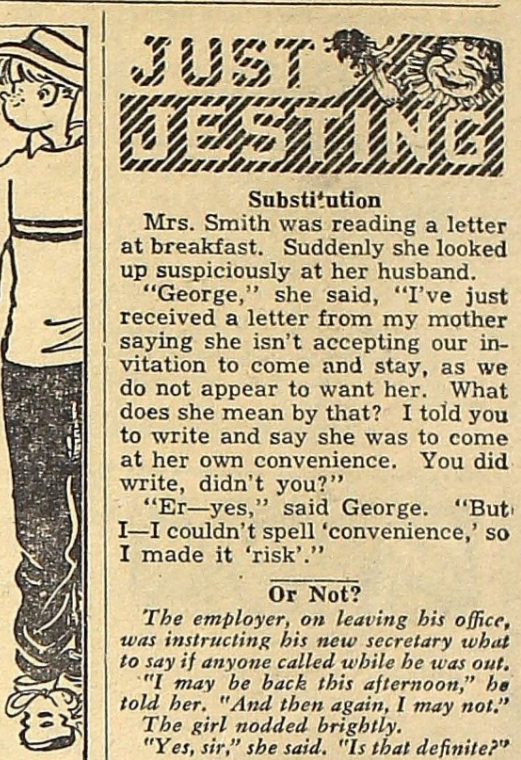 JUST
JESTING
Substitution
Mrs. Smith was reading a letter
at breakfast. Suddenly she looked
up suspiciously at her husband.
"George," she said, "I've just
received a letter from my mother
saying she isn't accepting our in-
vitation to come and stay, as we
do not appear to want her. What
does she mean by that? I told you
to write and say she was to come
at her own convenience. You did
write, didn't you?"
"Er—yes," said George. "But
I—I couldn't spell 'convenience,' so
I made it 'risk'."
Or Not?
The employer, on leaving his office,
was instructing his new secretary what
to say if anyone called while he was out.
"I may be back this afternoon," he
told her. "And then again, I may not."
The girl nodded brightly.
"Yes, sir," she said. "Is that definite?"